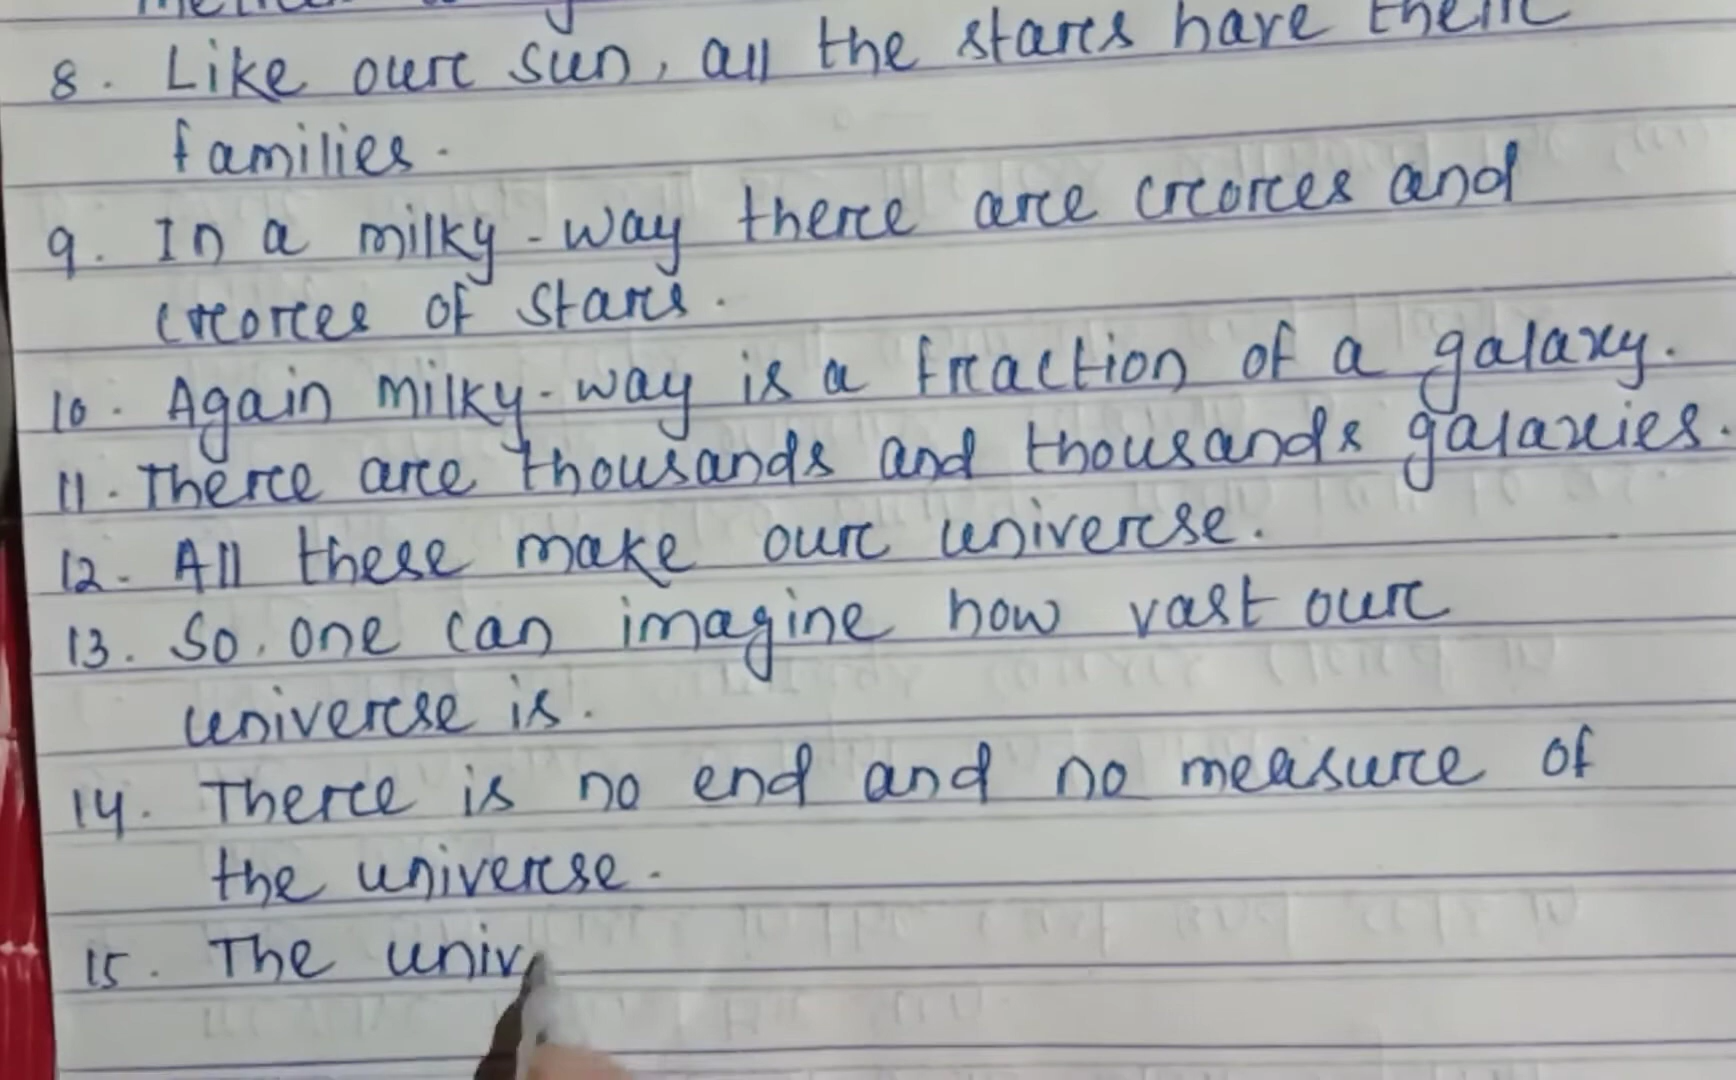 8. Like our sun, all the stars have their
families.
9. In a milky-way there are crores and
crores of stars.
10. Again milky-way is a fraction of a galaxy.
11. There are thousands and thousands galaxies.
12. All these make our universe.
13. So, one can imagine how vast our
universe is.
14. There is no end and no measure of
the universe.
15. The univ